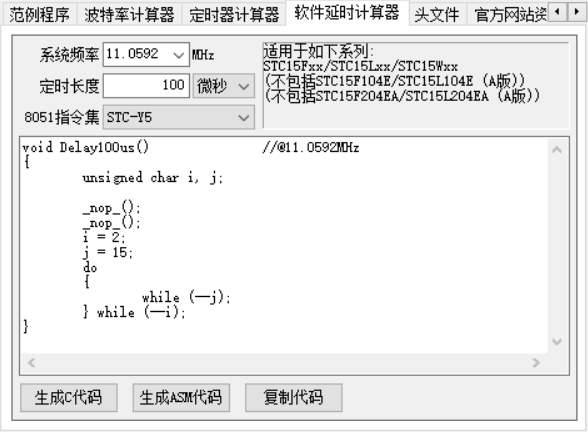 范例程序 波特率计算器 定时器计算器 软件延时计算器 头文件 官方网站资
系统频率 11.0592 MHz
定时长度 100 微秒
8051指令集 STC-Y5
适用于如下系列:
STC15Fxx/STC15Lxx/STC15Wxx
(不包括STC15F104E/STC15L104E (A版))
(不包括STC15F204EA/STC15L204EA (A版))
void Delay100us() //@11.0592MHz
{
unsigned char i, j;
_nop_();
_nop_();
i = 2;
j = 15;
do
{
while (--j);
} while (--i);
}
生成C代码 生成ASM代码 复制代码